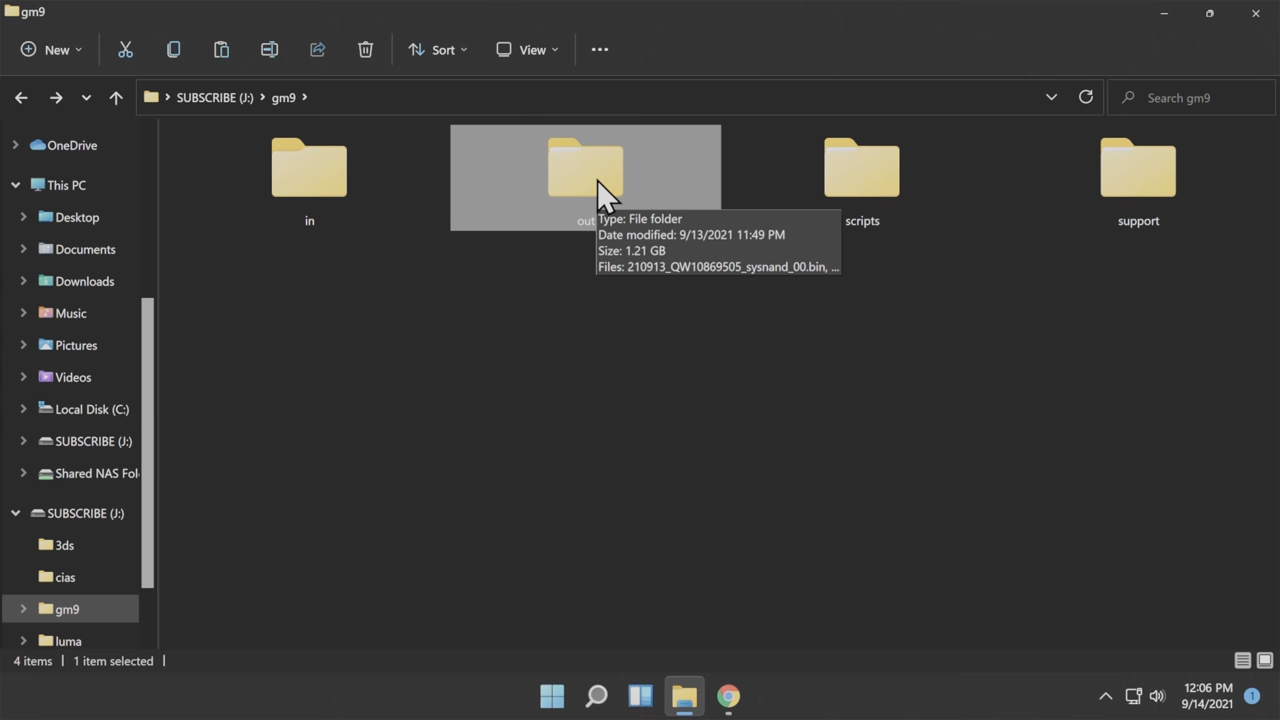 gm9
New
Sort
View
SUBSCRIBE (J:)
gm9
Search gm9
OneDrive
This PC
Desktop
Documents
Downloads
Music
Pictures
Videos
Local Disk (C:)
SUBSCRIBE (J:)
Shared NAS Fol
SUBSCRIBE (J:)
3ds
cias
gm9
luma
in
out
scripts
support
Type: File folder
Date modified: 9/13/2021 11:49 PM
Size: 1.21 GB
Files: 210913_QW10869505_sysnand_00.bin, ...
4 items
1 item selected
12:06 PM
9/14/2021
1